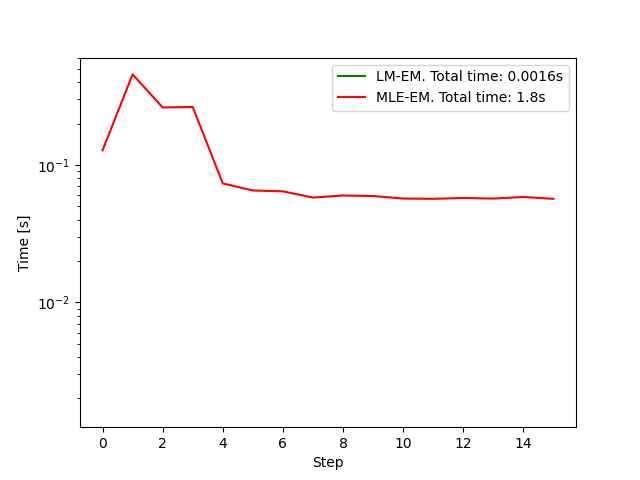 LM-EM. Total time: 0.0016s
MLE-EM. Total time: 1.8s
10⁻¹
10⁻²
Time [s]
0 2 4 6 8 10 12 14
Step